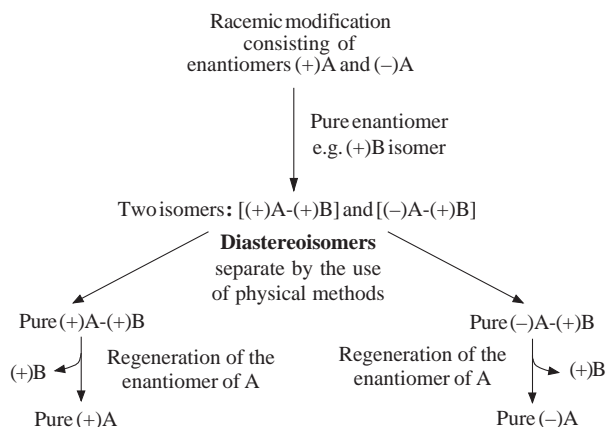 Racemic modification
consisting of
enantiomers (+)A and (–)A
Pure enantiomer
e.g. (+)B isomer
Two isomers: [(+)A-(+)B] and [(–)A-(+)B]
Diastereoisomers
separate by the use
of physical methods
Pure (+)A-(+)B
(+)B
Regeneration of the
enantiomer of A
Pure (+)A
Pure (–)A-(+)B
Regeneration of the
enantiomer of A
(+)B
Pure (–)A